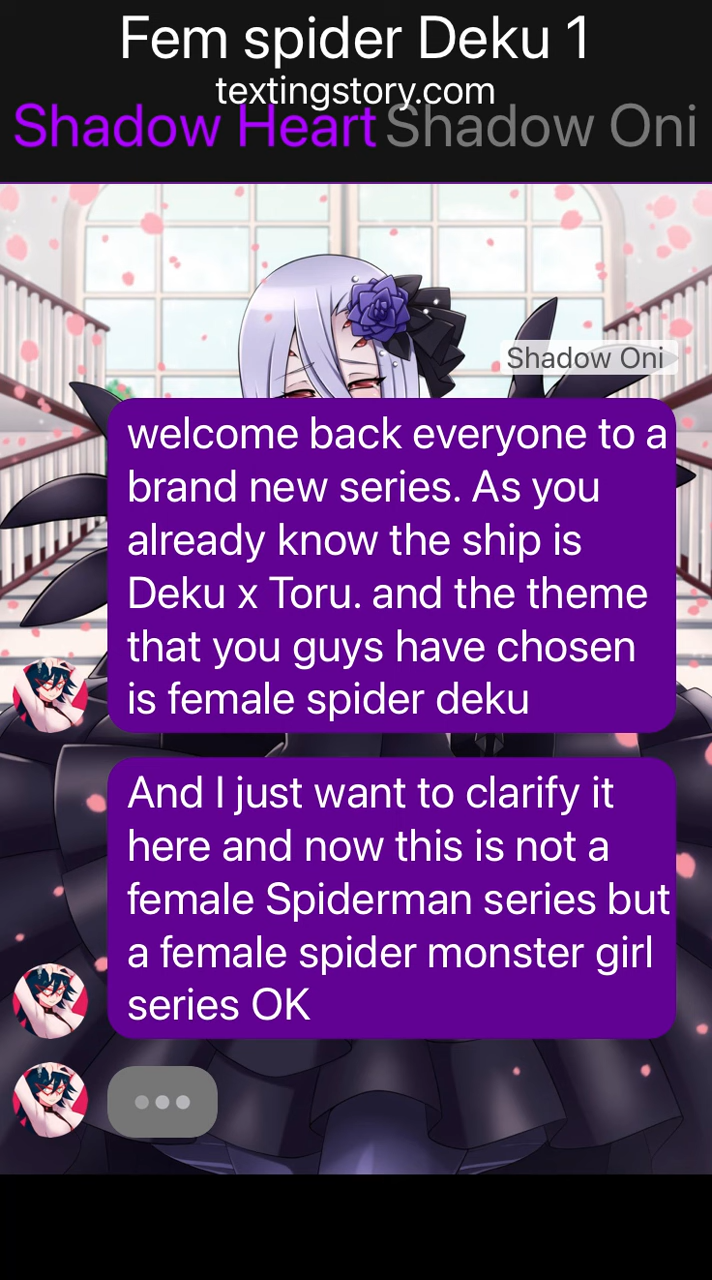 Fem spider Deku 1
textingstory.com
Shadow Heart Shadow Oni
Shadow Oni
welcome back everyone to a
brand new series. As you
already know the ship is
Deku x Toru. and the theme
that you guys have chosen
is female spider deku
And I just want to clarify it
here and now this is not a
female Spiderman series but
a female spider monster girl
series OK